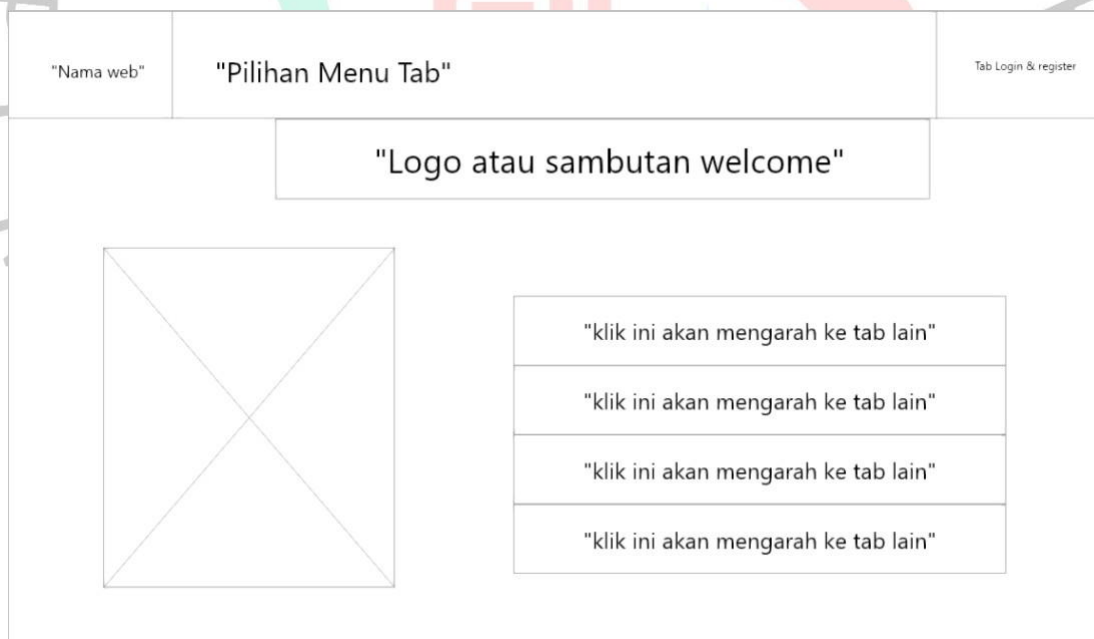 "Nama web"
"Pilihan Menu Tab"
Tab Login & register
"Logo atau sambutan welcome"
"klik ini akan mengarah ke tab lain"
"klik ini akan mengarah ke tab lain"
"klik ini akan mengarah ke tab lain"
"klik ini akan mengarah ke tab lain"